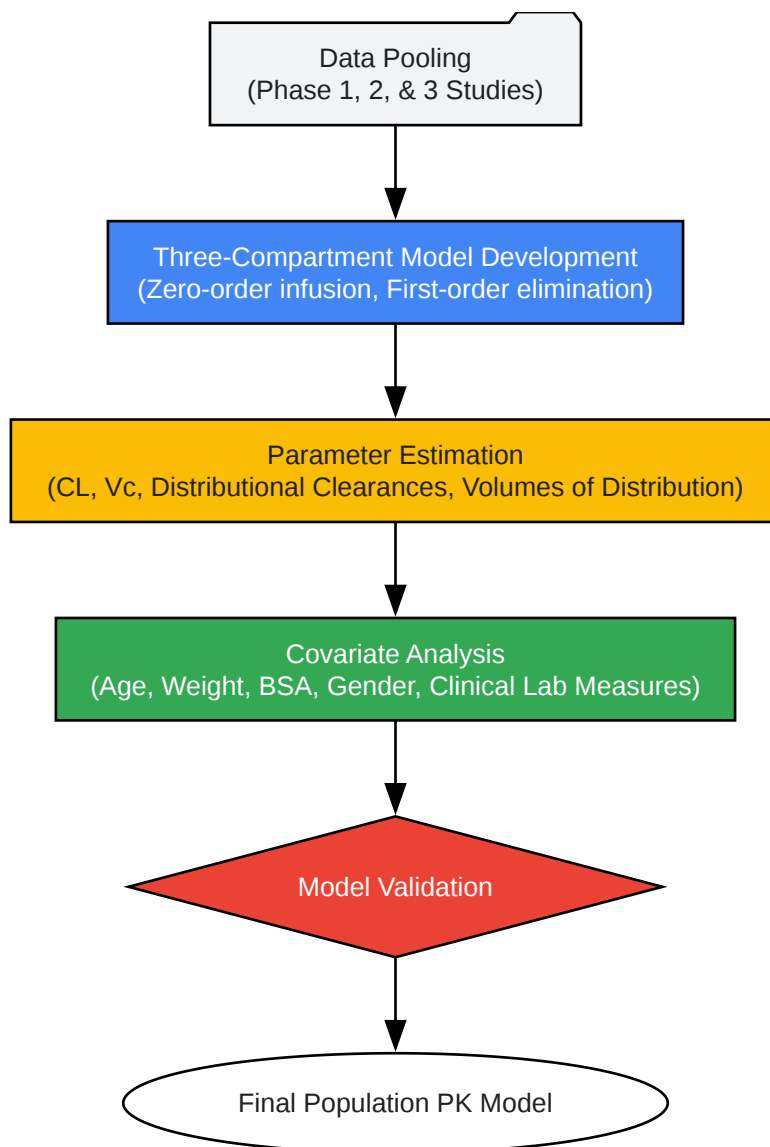 Data Pooling
(Phase 1, 2, & 3 Studies)
Three-Compartment Model Development
(Zero-order infusion, First-order elimination)
Parameter Estimation
(CL, Vc, Distributional Clearances, Volumes of Distribution)
Covariate Analysis
(Age, Weight, BSA, Gender, Clinical Lab Measures)
Model Validation
Final Population PK Model